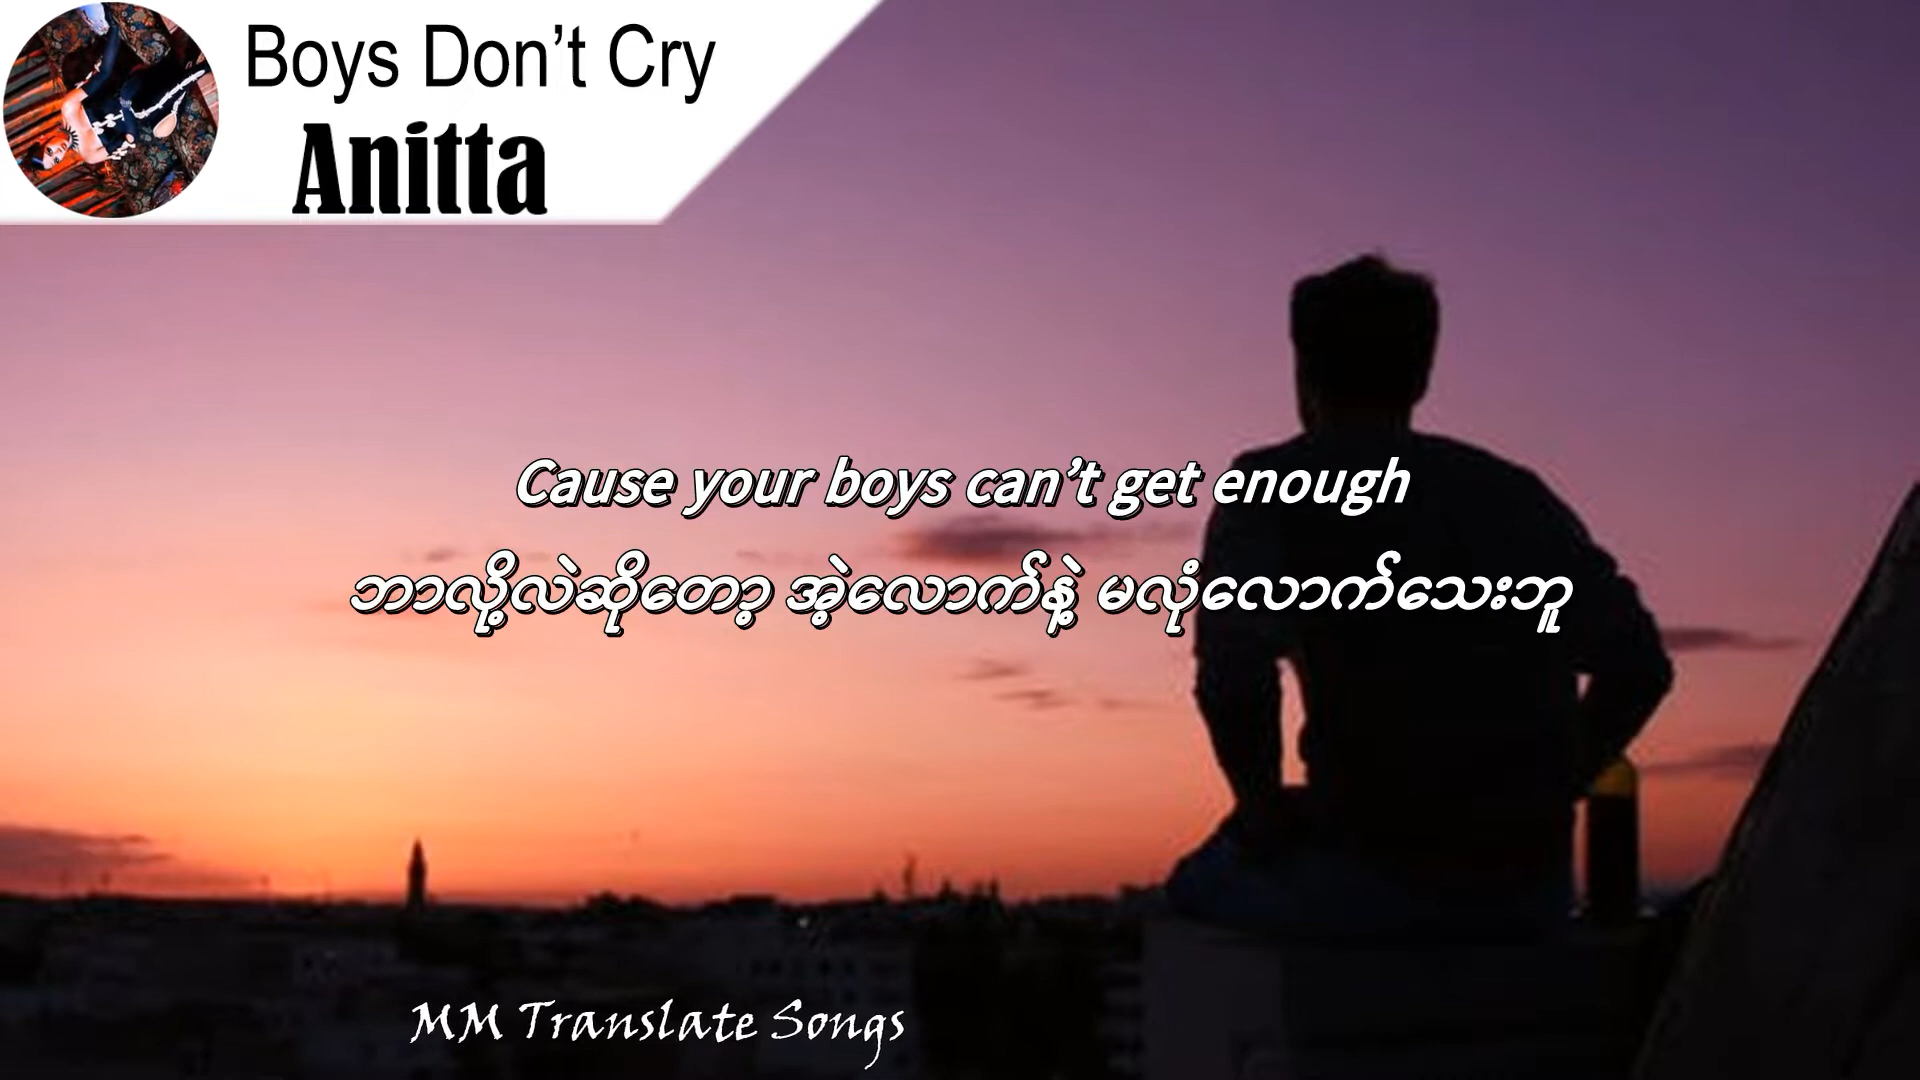 Boys Don’t Cry
Anitta
Cause your boys can’t get enough
ဘာလို့လဲဆိုတော့ အဲ့လောက်နဲ့ မလုံလောက်သေးဘူ
MM Translate Songs